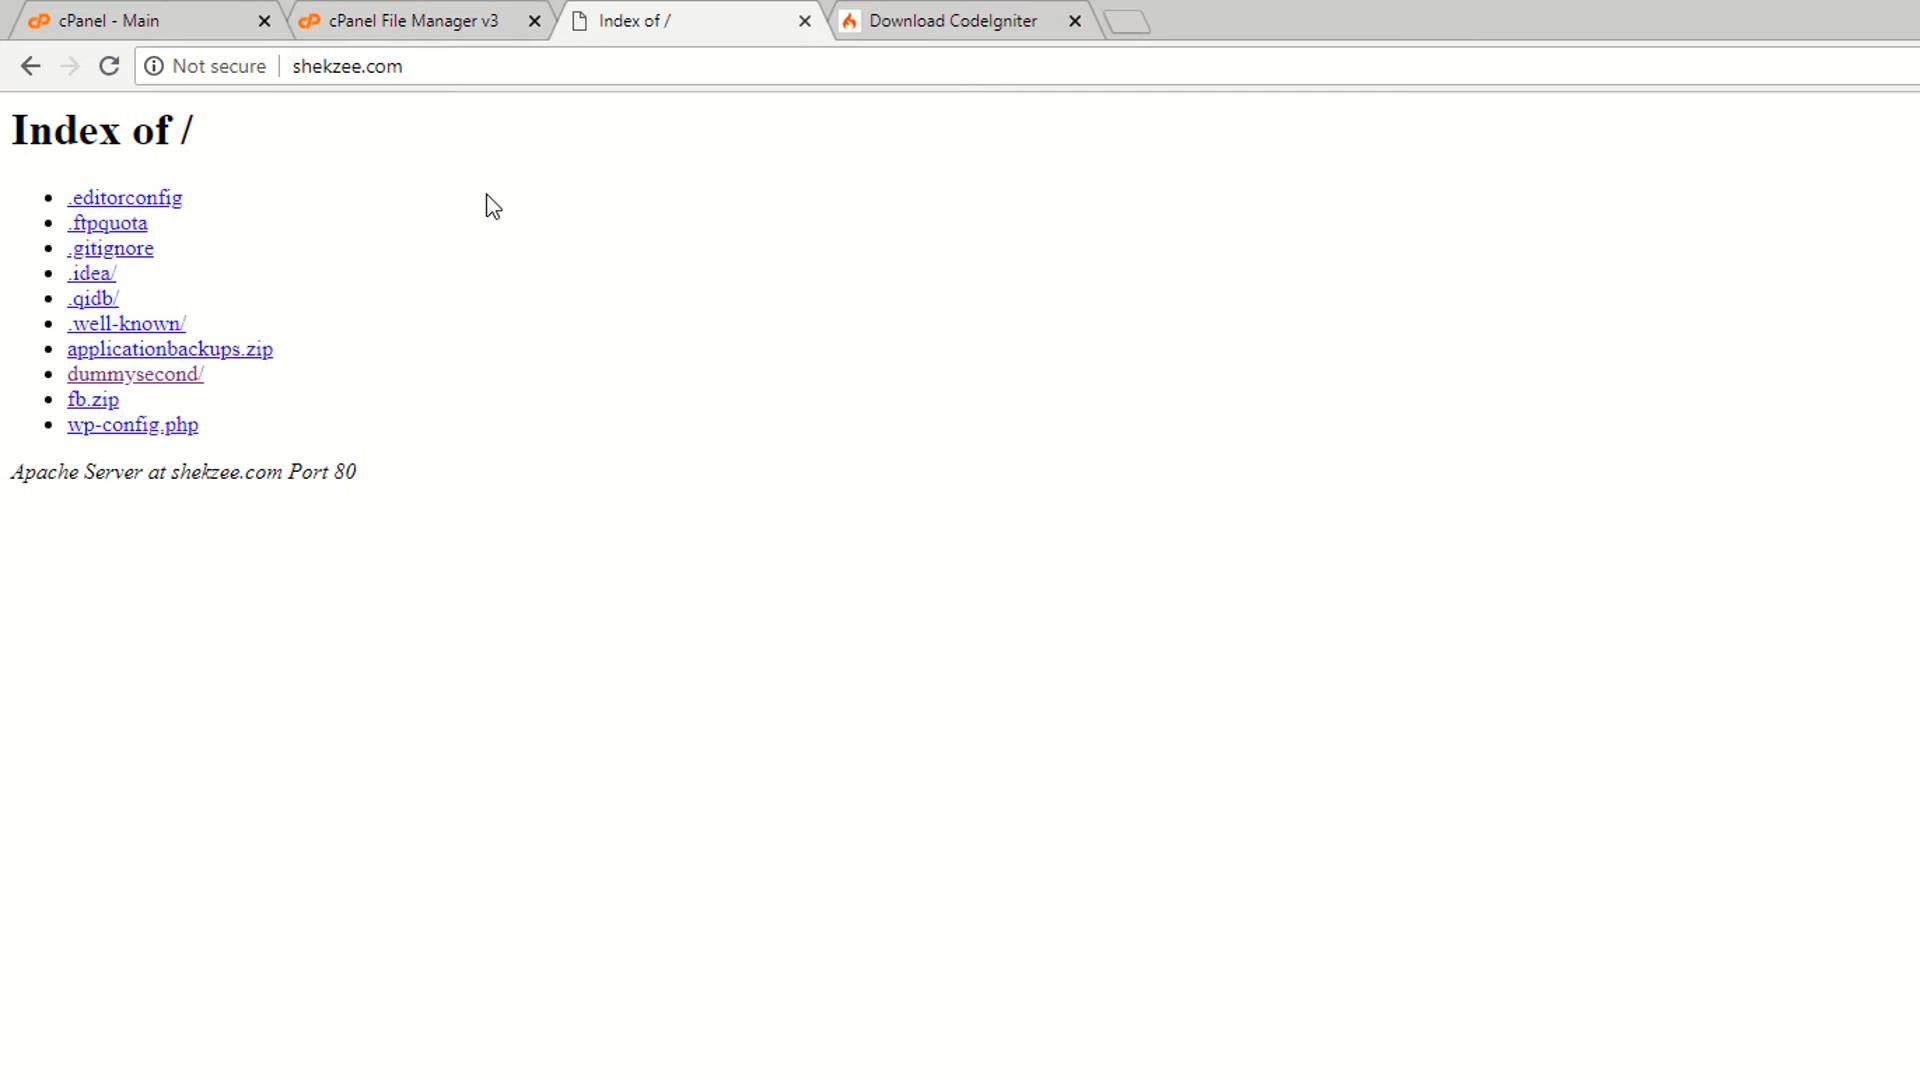 cPanel - Main
cPanel File Manager v3
Index of /
Download CodeIgniter
Not secure
shekzee.com
Index of /
.editorconfig
.ftpquota
.gitignore
.idea/
.qidb/
.well-known/
applicationbackups.zip
dummysecond/
fb.zip
wp-config.php
Apache Server at shekzee.com Port 80